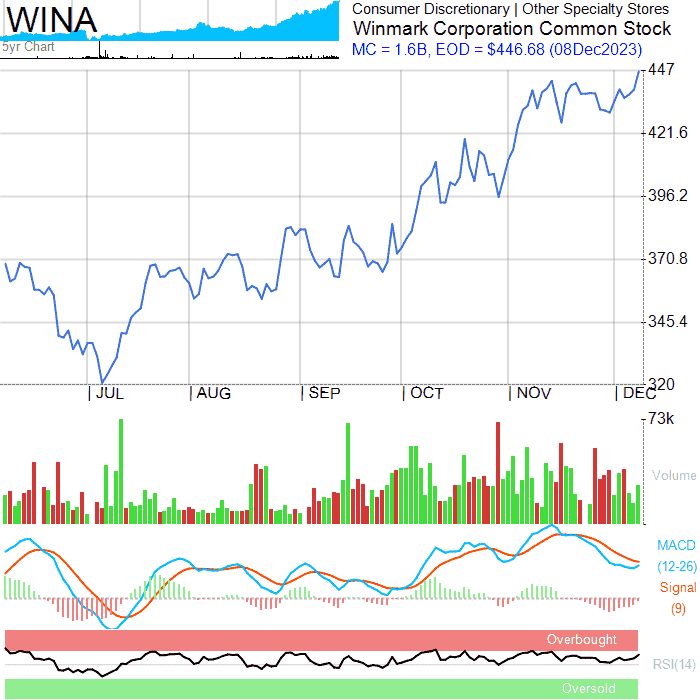 WINA
5yr Chart
Consumer Discretionary | Other Specialty Stores
Winmark Corporation Common Stock
MC = 1.6B, EOD = $446.68 (08Dec2023)
447
421.6
396.2
370.8
345.4
320
JUL AUG SEP OCT NOV DEC
73k
Volume
MACD
(12-26)
Signal
(9)
Overbought
RSI(14)
Oversold